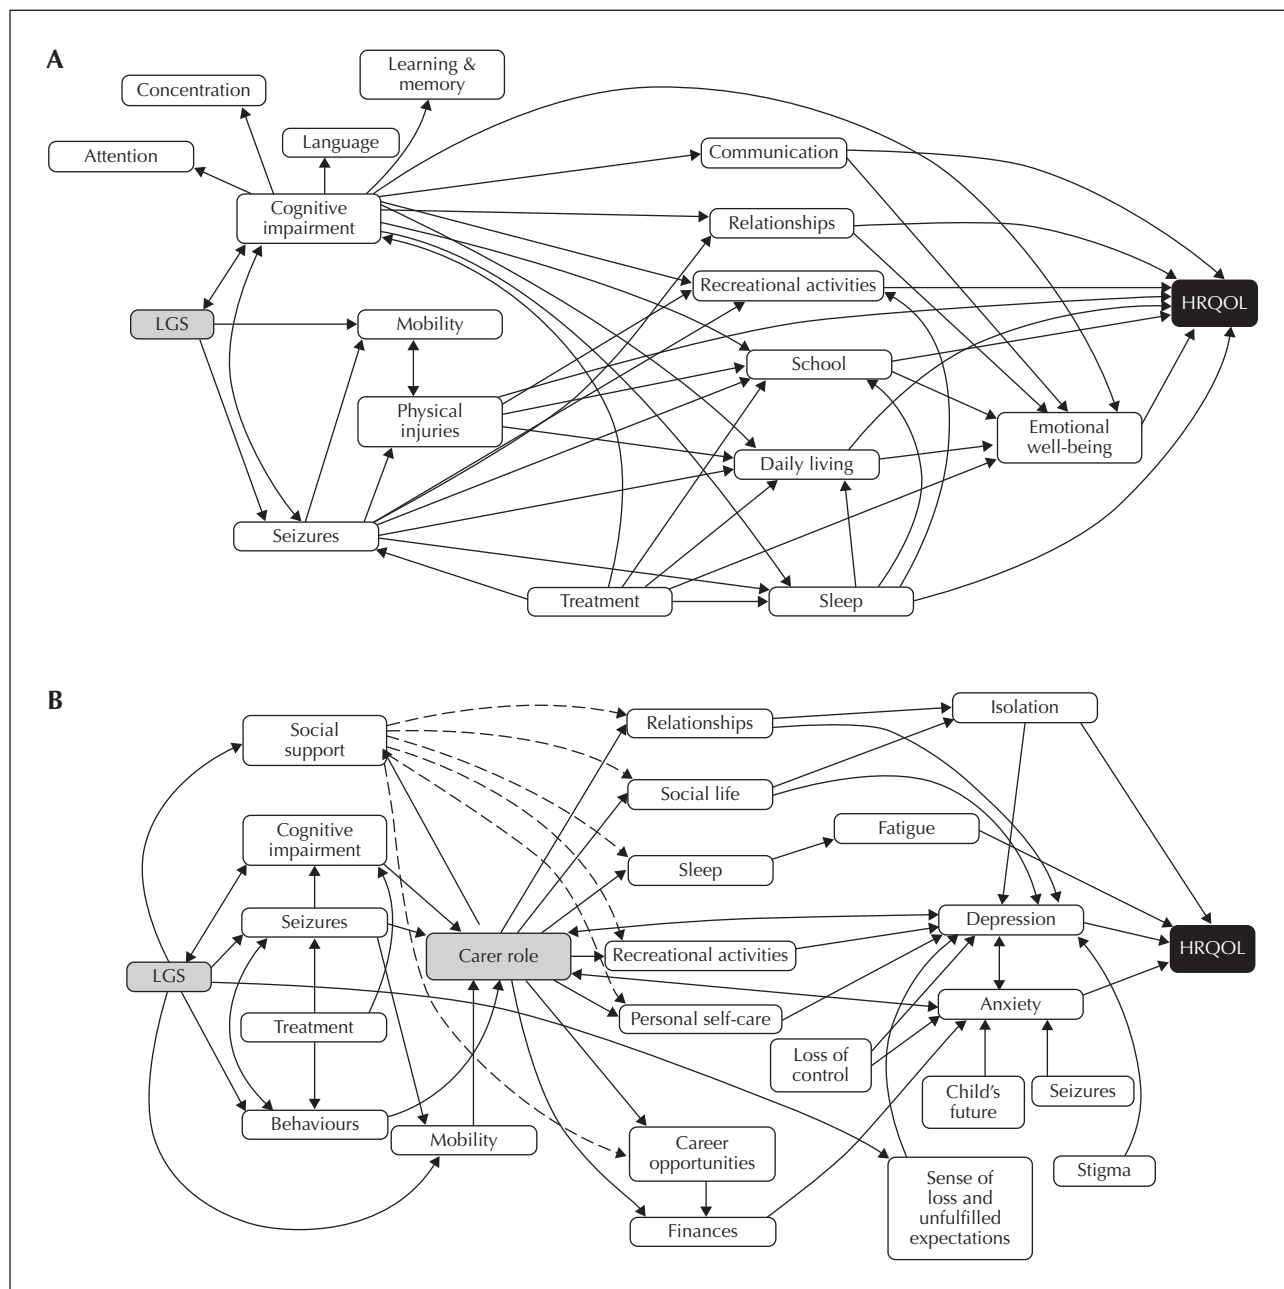 A
Learning &
memory
Concentration
Language
Attention
Communication
Cognitive
impairment
Relationships
Recreational activities
HRQOL
LGS
Mobility
School
Physical
injuries
Emotional
well-being
Daily living
Seizures
Treatment
Sleep
B
Social
support
Relationships
Isolation
Social life
Cognitive
impairment
Fatigue
Sleep
Seizures
Depression
Carer role
Recreational activities
HRQOL
LGS
Anxiety
Treatment
Personal self-care
Loss of
control
Child's
future
Seizures
Behaviours
Mobility
Career
opportunities
Stigma
Sense of
loss and
unfulfilled
expectations
Finances